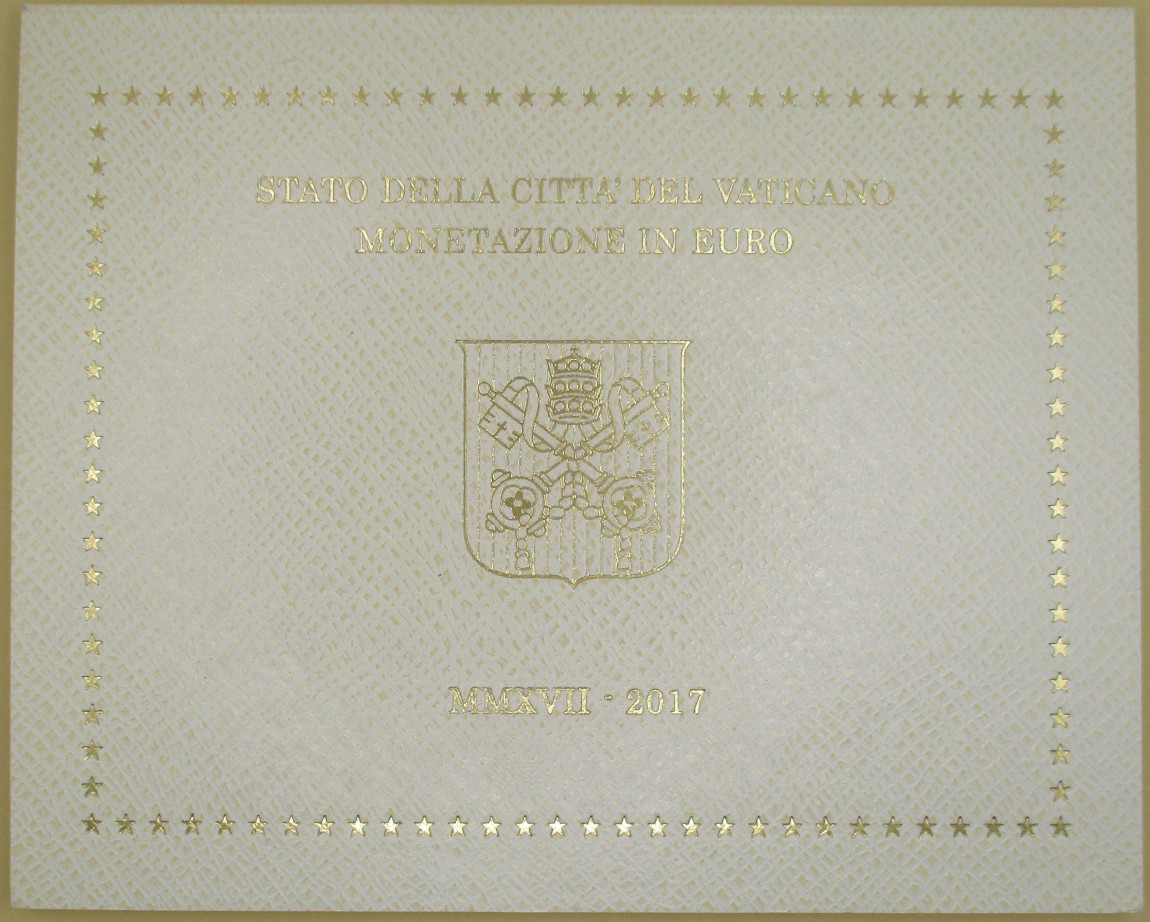 STATO DELLA CITTA' DEL VATICANO
MONETAZIONE IN EURO
MMXVII - 2017